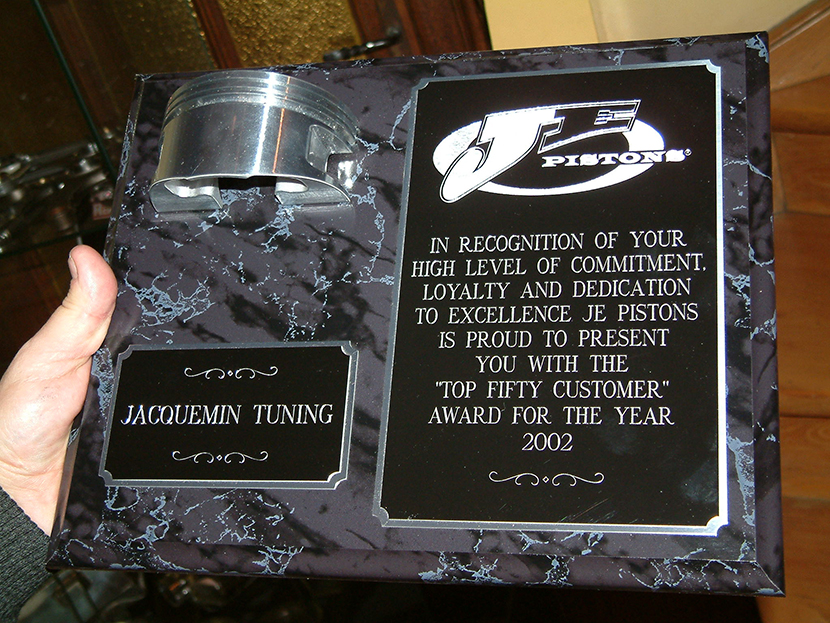 JE
PISTONS®
IN RECOGNITION OF YOUR
HIGH LEVEL OF COMMITMENT,
LOYALTY AND DEDICATION
TO EXCELLENCE JE PISTONS
IS PROUD TO PRESENT
YOU WITH THE
"TOP FIFTY CUSTOMER"
AWARD FOR THE YEAR
2002
JACQUEMIN TUNING